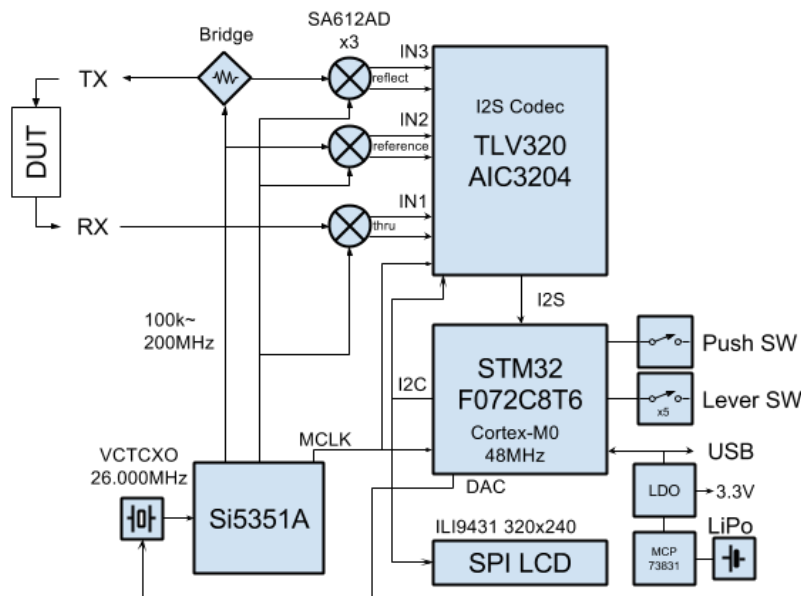 SA612AD
x3
Bridge
TX
IN3
reflect
I2S Codec
TLV320
AIC3204
IN2
reference
DUT
RX
IN1
thru
100k~
200MHz
I2S
STM32
F072C8T6
Cortex-M0
48MHz
Push SW
I2C
x5
Lever SW
MCLK
USB
VCTCXO
26.000MHz
Si5351A
DAC
LDO
3.3V
ILI9431 320x240
SPI LCD
LiPo
MCP
73831